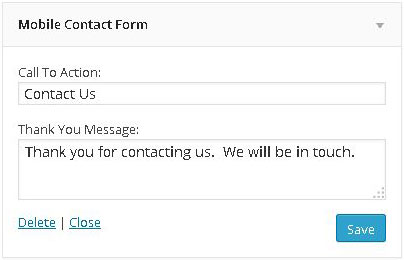 Mobile Contact Form
Call To Action:
Contact Us
Thank You Message:
Thank you for contacting us.  We will be in touch.
Delete | Close
Save